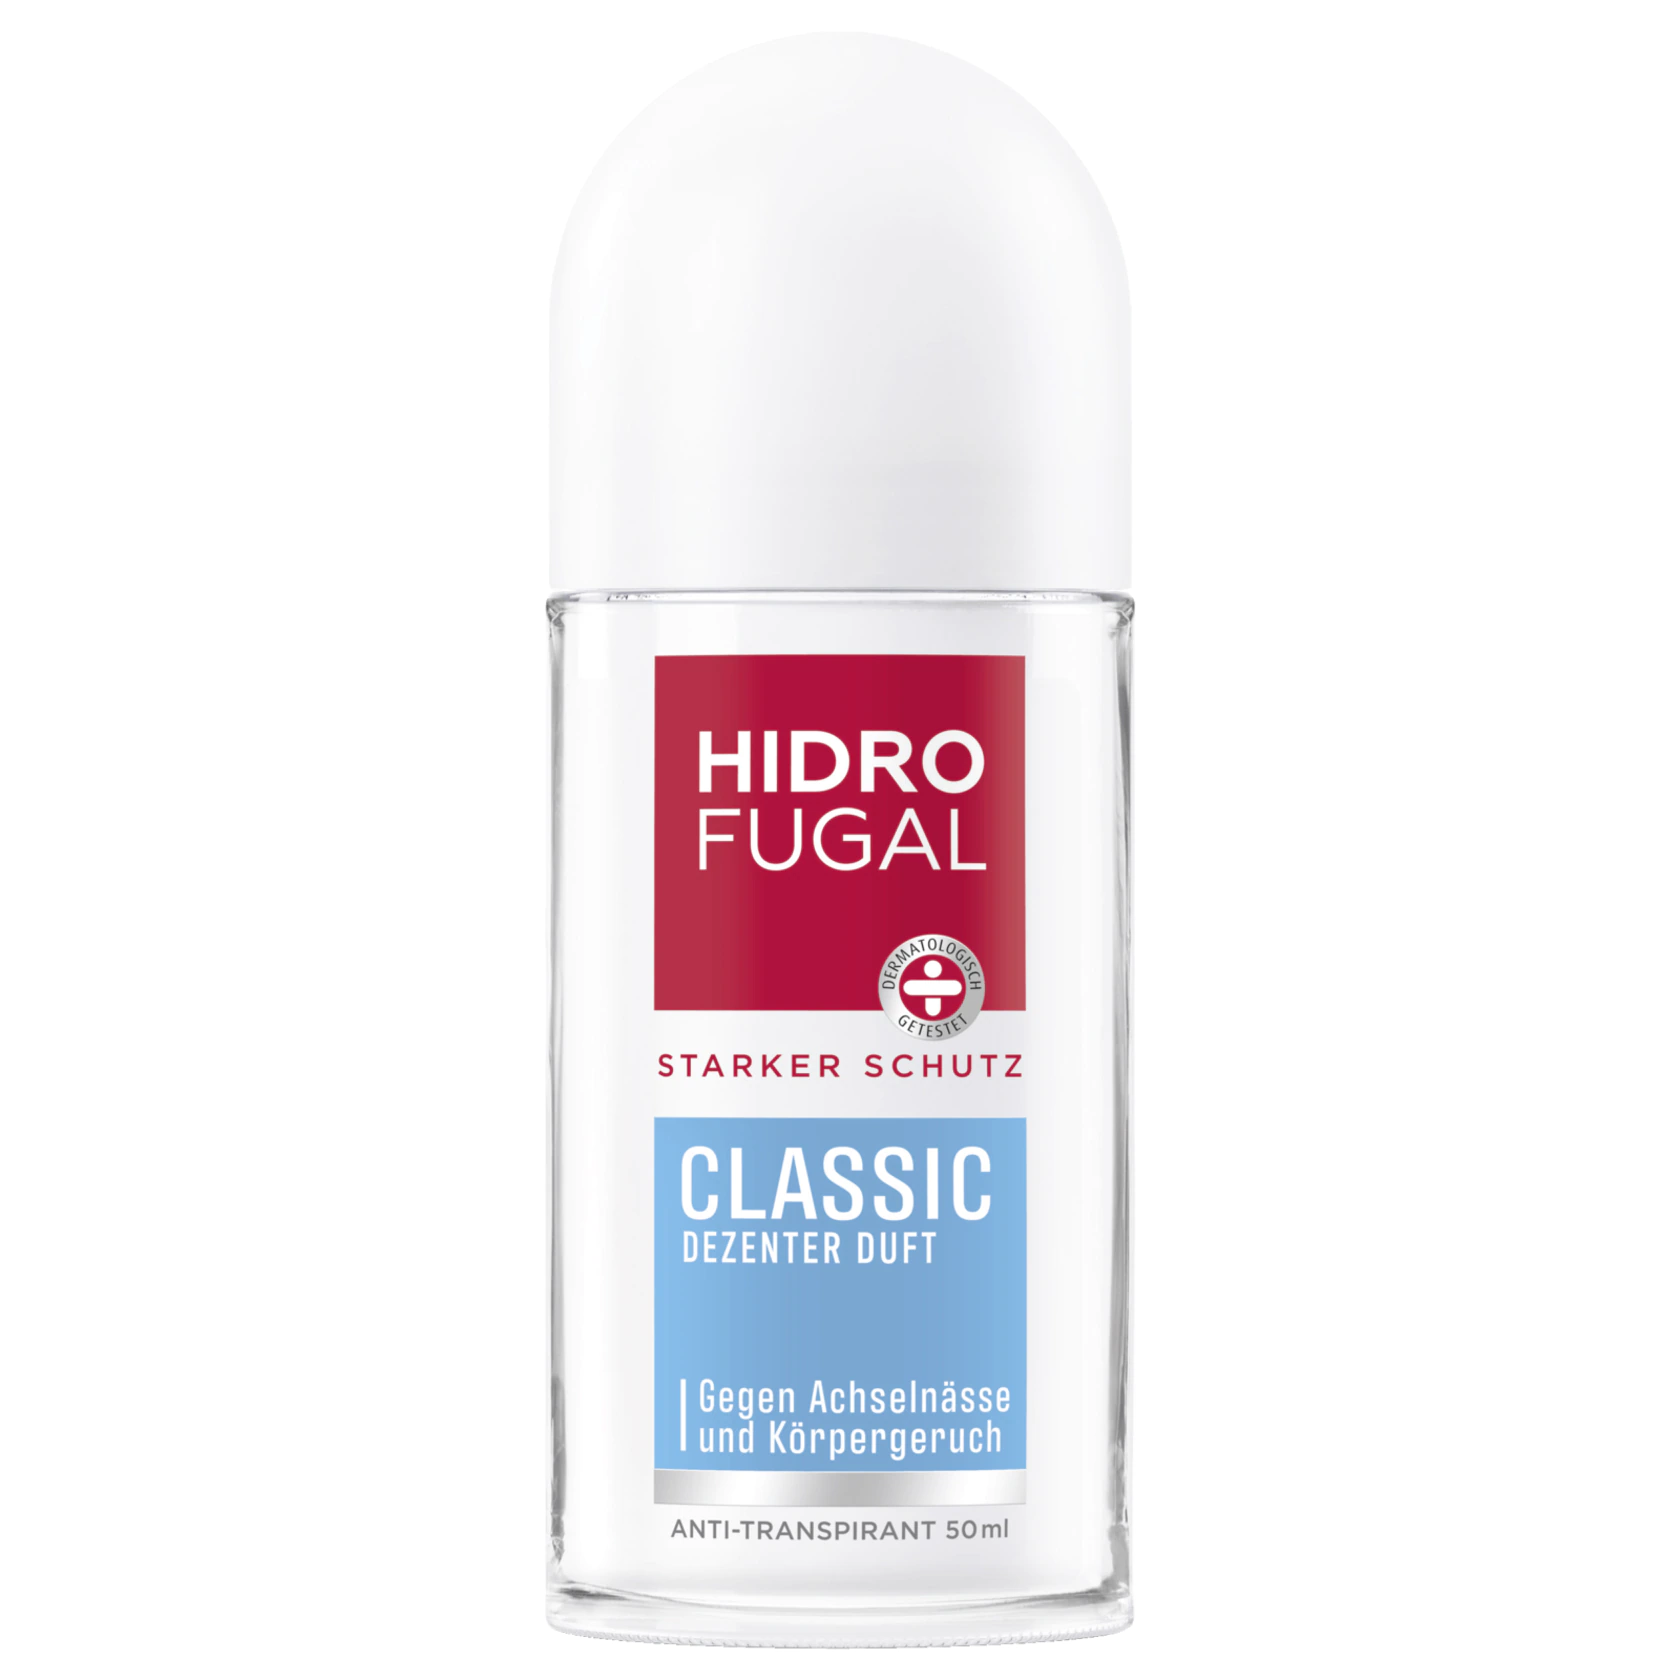 HIDRO
FUGAL
DERMATOLOGISCH
GETESTET
STARKER SCHUTZ
CLASSIC
DEZENTER DUFT
Gegen Achselnässe
und Körpergeruch
ANTI-TRANSPIRANT 50ml